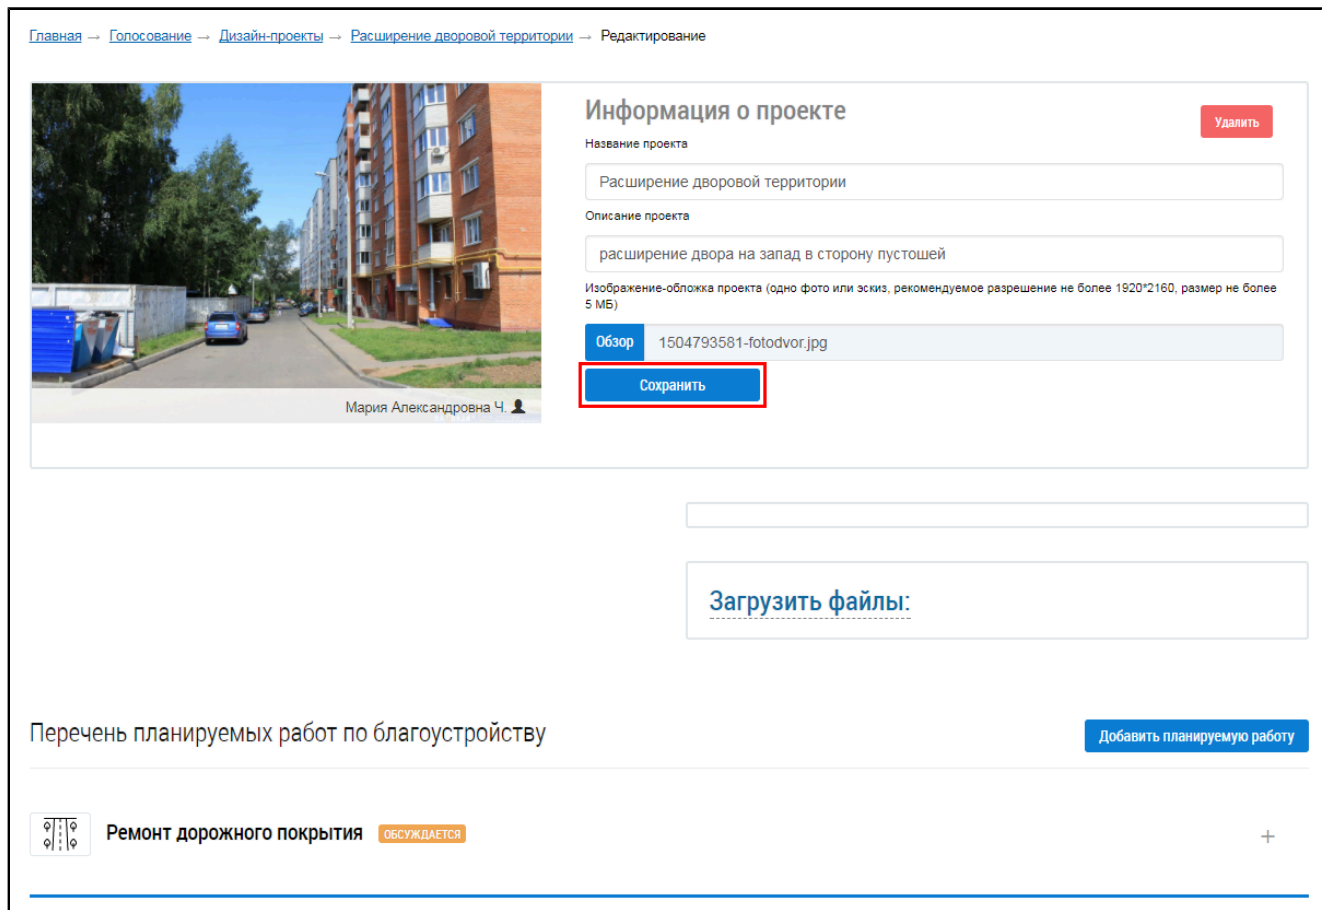 Главная → Голосование → Дизайн-проекты → Расширение дворовой территории → Редактирование
Информация о проекте
Удалить
Название проекта
Расширение дворовой территории
Описание проекта
расширение двора на запад в сторону пустошей
Изображение-обложка проекта (одно фото или эскиз, рекомендуемое разрешение не более 1920*2160, размер не более
5 МБ)
Обзор 1504793581-fotodvor.jpg
Сохранить
Мария Александровна Ч.
Загрузить файлы:
Перечень планируемых работ по благоустройству
Добавить планируемую работу
Ремонт дорожного покрытия ОБСУЖДАЕТСЯ +